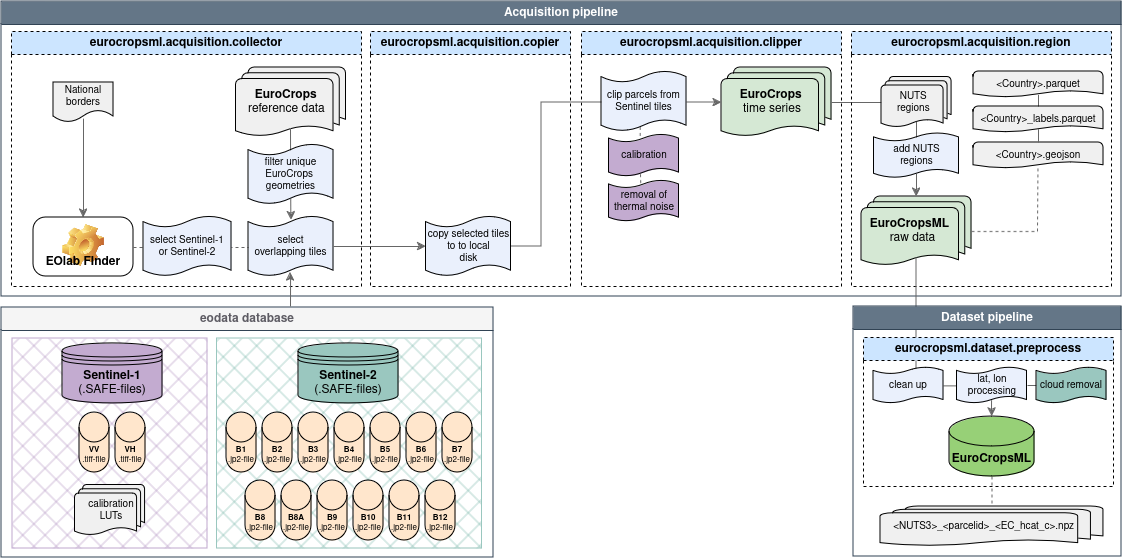 Acquisition pipeline
eurocropsml.acquisition.collector
National
borders
EuroCrops
reference data
filter unique
EuroCrops
geometries
EOlab Finder
select Sentinel-1
or Sentinel-2
select
overlapping tiles
eurocropsml.acquisition.copier
copy selected tiles
to to local
disk
eurocropsml.acquisition.clipper
clip parcels from
Sentinel tiles
calibration
removal of
thermal noise
EuroCrops
time series
eurocropsml.acquisition.region
NUTS
regions
add NUTS
regions
<Country>.parquet
<Country>_labels.parquet
<Country>.geojson
EuroCropsML
raw data
eodata database
Sentinel-1
(.SAFE-files)
VV
.tiff-file
VH
.tiff-file
calibration
LUTs
Sentinel-2
(.SAFE-files)
B1
.jp2-file
B2
.jp2-file
B3
.jp2-file
B4
.jp2-file
B5
.jp2-file
B6
.jp2-file
B7
.jp2-file
B8
.jp2-file
B8A
.jp2-file
B9
.jp2-file
B10
.jp2-file
B11
.jp2-file
B12
.jp2-file
Dataset pipeline
eurocropsml.dataset.preprocess
clean up
lat, lon
processing
cloud removal
EuroCropsML
<NUTS3>_<parcelid>_<EC_hcat_c>.npz